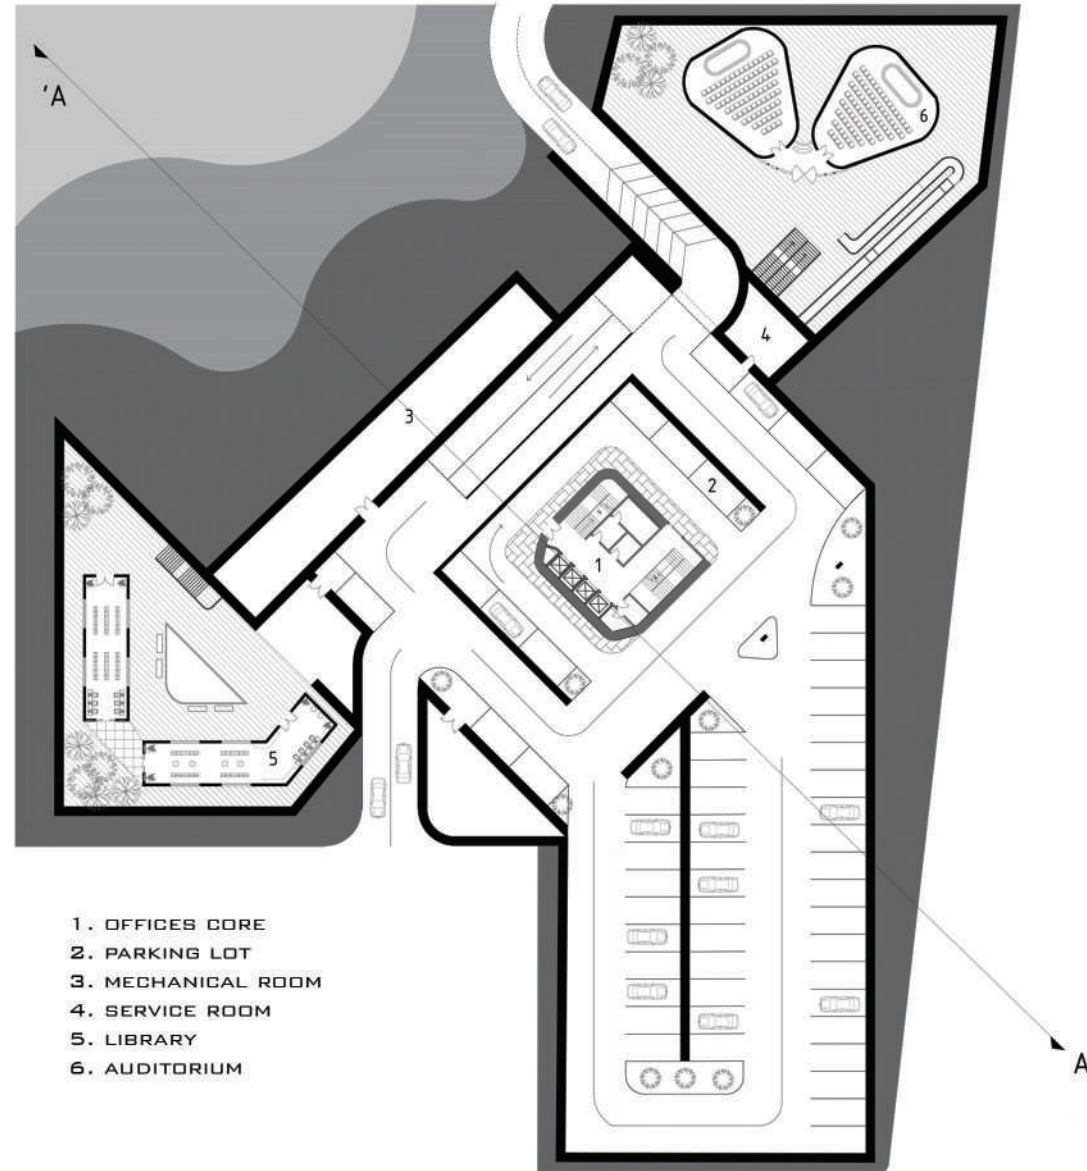 'A
6
4
3
2
1
5
1. OFFICES CORE
2. PARKING LOT
3. MECHANICAL ROOM
4. SERVICE ROOM
5. LIBRARY
6. AUDITORIUM
A